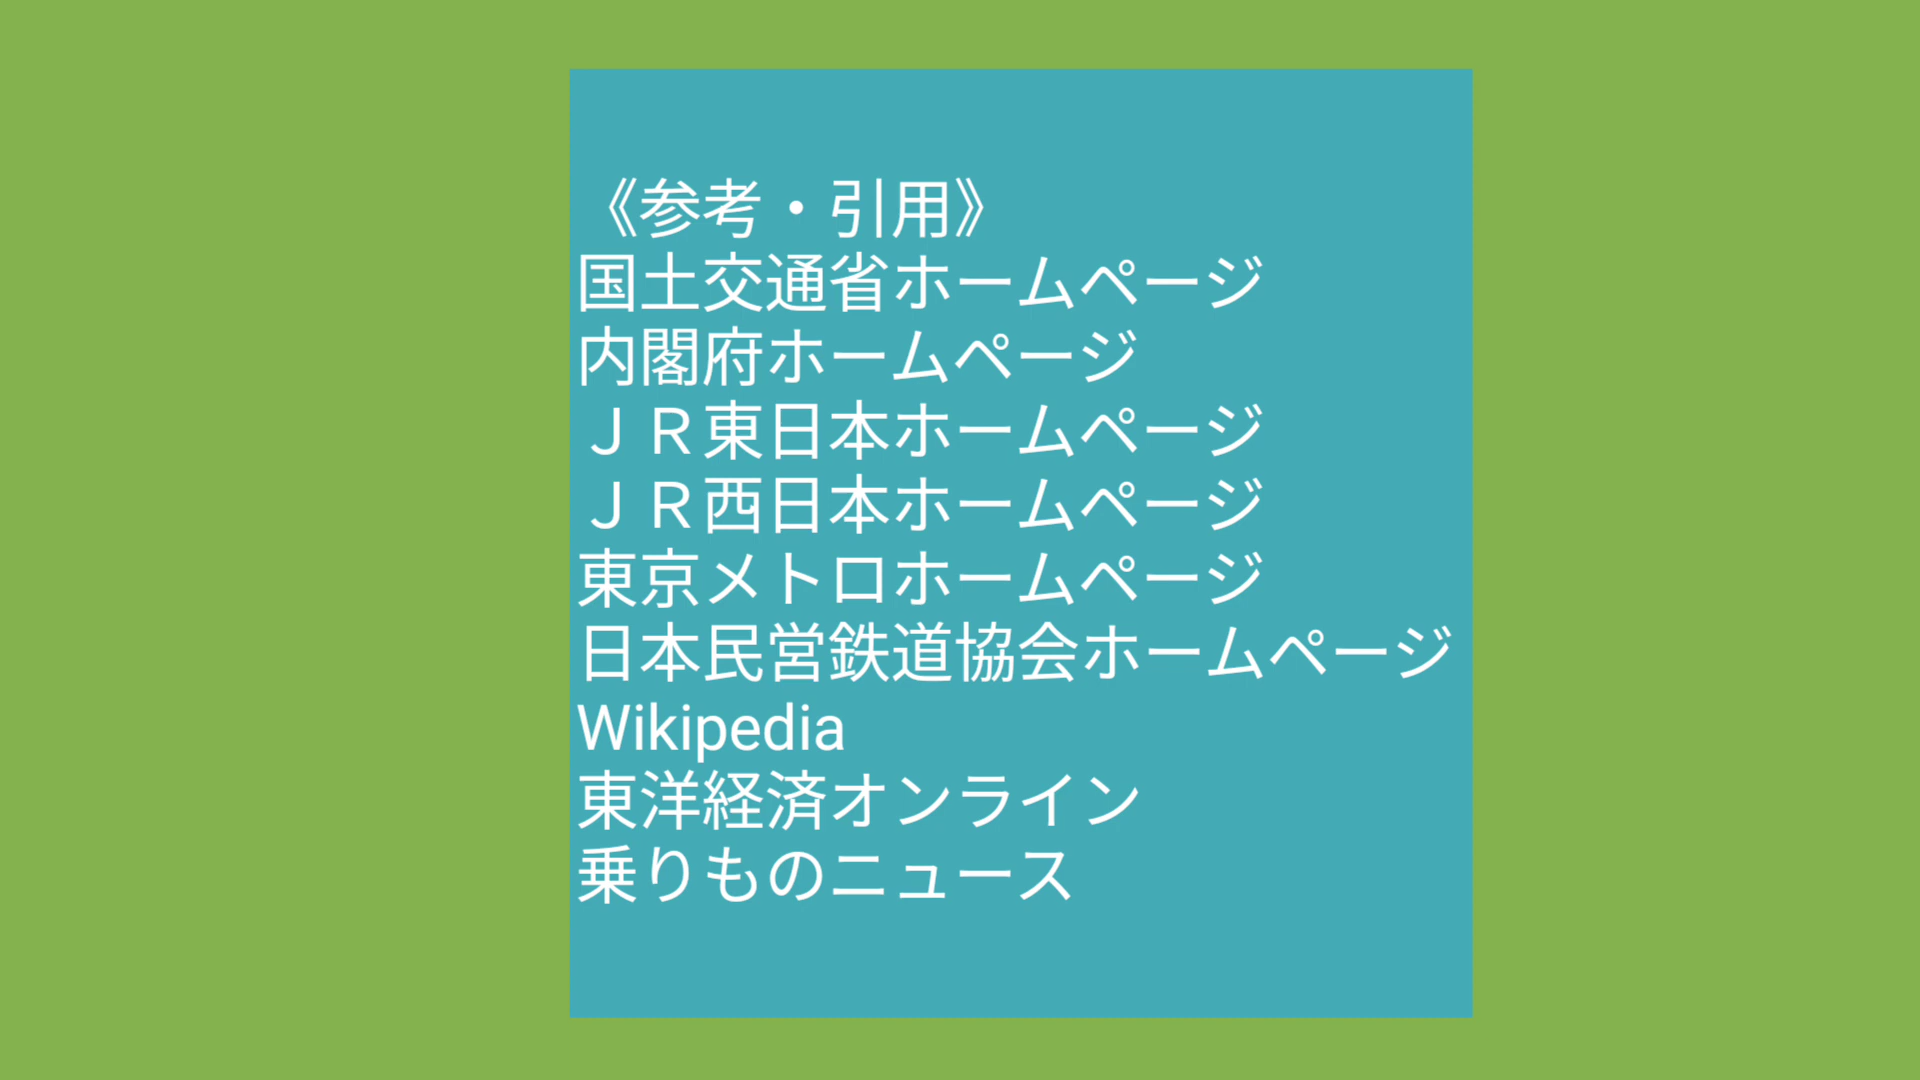 《参考・引用》
国土交通省ホームページ
内閣府ホームページ
ＪＲ東日本ホームページ
ＪＲ西日本ホームページ
東京メトロホームページ
日本民営鉄道協会ホームページ
Wikipedia
東洋経済オンライン
乗りものニュース